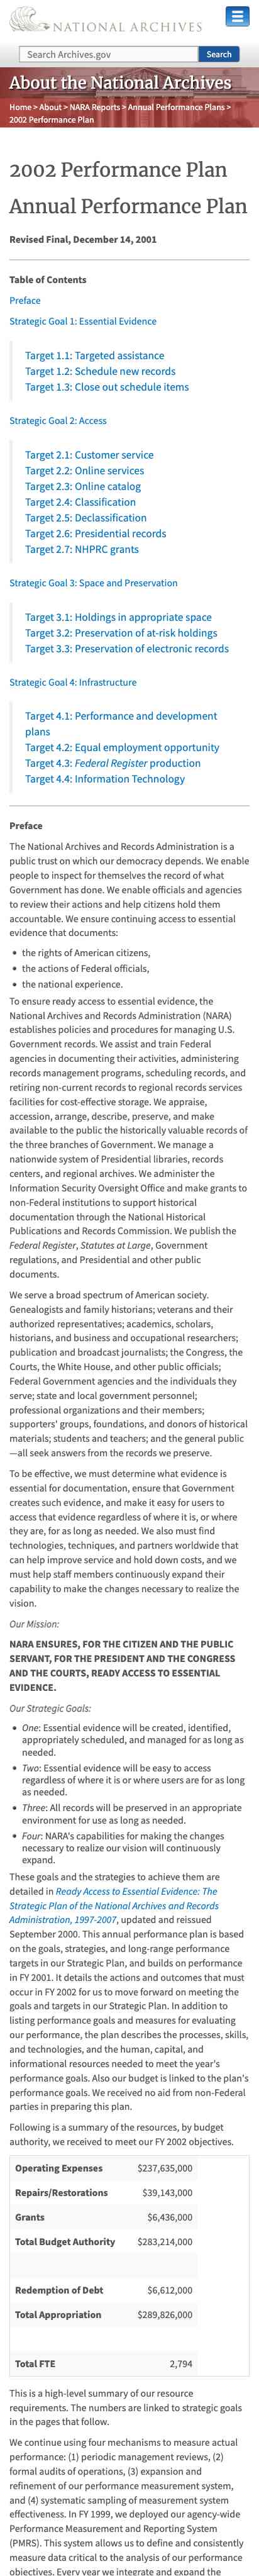 NATIONAL ARCHIVES
Search Archives.gov
Search
About the National Archives
Home > About > NARA Reports > Annual Performance Plans >
2002 Performance Plan
2002 Performance Plan
Annual Performance Plan
Revised Final, December 14, 2001
Table of Contents
Preface
Strategic Goal 1: Essential Evidence
Target 1.1: Targeted assistance
Target 1.2: Schedule new records
Target 1.3: Close out schedule items
Strategic Goal 2: Access
Target 2.1: Customer service
Target 2.2: Online services
Target 2.3: Online catalog
Target 2.4: Classification
Target 2.5: Declassification
Target 2.6: Presidential records
Target 2.7: NHPRC grants
Strategic Goal 3: Space and Preservation
Target 3.1: Holdings in appropriate space
Target 3.2: Preservation of at-risk holdings
Target 3.3: Preservation of electronic records
Strategic Goal 4: Infrastructure
Target 4.1: Performance and development
plans
Target 4.2: Equal employment opportunity
Target 4.3: Federal Register production
Target 4.4: Information Technology
Preface
The National Archives and Records Administration is a
public trust on which our democracy depends. We enable
people to inspect for themselves the record of what
Government has done. We enable officials and agencies
to review their actions and help citizens hold them
accountable. We ensure continuing access to essential
evidence that documents:
• the rights of American citizens,
• the actions of Federal officials,
• the national experience.
To ensure ready access to essential evidence, the
National Archives and Records Administration (NARA)
establishes policies and procedures for managing U.S.
Government records. We assist and train Federal
agencies in documenting their activities, administering
records management programs, scheduling records, and
retiring non-current records to regional records services
facilities for cost-effective storage. We appraise,
accession, arrange, describe, preserve, and make
available to the public the historically valuable records of
the three branches of Government. We manage a
nationwide system of Presidential libraries, records
centers, and regional archives. We administer the
Information Security Oversight Office and make grants to
non-Federal institutions to support historical
documentation through the National Historical
Publications and Records Commission. We publish the
Federal Register, Statutes at Large, Government
regulations, and Presidential and other public
documents.
We serve a broad spectrum of American society.
Genealogists and family historians; veterans and their
authorized representatives; academics, scholars,
historians, and business and occupational researchers;
publication and broadcast journalists; the Congress, the
Courts, the White House, and other public officials;
Federal Government agencies and the individuals they
serve; state and local government personnel;
professional organizations and their members;
supporters' groups, foundations, and donors of historical
materials; students and teachers; and the general public
—all seek answers from the records we preserve.
To be effective, we must determine what evidence is
essential for documentation, ensure that Government
creates such evidence, and make it easy for users to
access that evidence regardless of where it is, or where
they are, for as long as needed. We also must find
technologies, techniques, and partners worldwide that
can help improve service and hold down costs, and we
must help staff members continuously expand their
capability to make the changes necessary to realize the
vision.
Our Mission:
NARA ENSURES, FOR THE CITIZEN AND THE PUBLIC
SERVANT, FOR THE PRESIDENT AND THE CONGRESS
AND THE COURTS, READY ACCESS TO ESSENTIAL
EVIDENCE.
Our Strategic Goals:
• One: Essential evidence will be created, identified,
appropriately scheduled, and managed for as long as
needed.
• Two: Essential evidence will be easy to access
regardless of where it is or where users are for as long
as needed.
• Three: All records will be preserved in an appropriate
environment for use as long as needed.
• Four: NARA's capabilities for making the changes
necessary to realize our vision will continuously
expand.
These goals and the strategies to achieve them are
detailed in Ready Access to Essential Evidence: The
Strategic Plan of the National Archives and Records
Administration, 1997-2007, updated and reissued
September 2000. This annual performance plan is based
on the goals, strategies, and long-range performance
targets in our Strategic Plan, and builds on performance
in FY 2001. It details the actions and outcomes that must
occur in FY 2002 for us to move forward on meeting the
goals and targets in our Strategic Plan. In addition to
listing performance goals and measures for evaluating
our performance, the plan describes the processes, skills,
and technologies, and the human, capital, and
informational resources needed to meet the year's
performance goals. Also our budget is linked to the plan's
performance goals. We received no aid from non-Federal
parties in preparing this plan.
Following is a summary of the resources, by budget
authority, we received to meet our FY 2002 objectives.
Operating Expenses $237,635,000
Repairs/Restorations $39,143,000
Grants $6,436,000
Total Budget Authority $283,214,000
Redemption of Debt $6,612,000
Total Appropriation $289,826,000
Total FTE 2,794
This is a high-level summary of our resource
requirements. The numbers are linked to strategic goals
in the pages that follow.
We continue using four mechanisms to measure actual
performance: (1) periodic management reviews, (2)
formal audits of operations, (3) expansion and
refinement of our performance measurement system,
and (4) systematic sampling of measurement system
effectiveness. In FY 1999, we deployed our agency-wide
Performance Measurement and Reporting System
(PMRS). This system allows us to define and consistently
measure data critical to the analysis of our performance
objectives. Every year we integrate and expand the